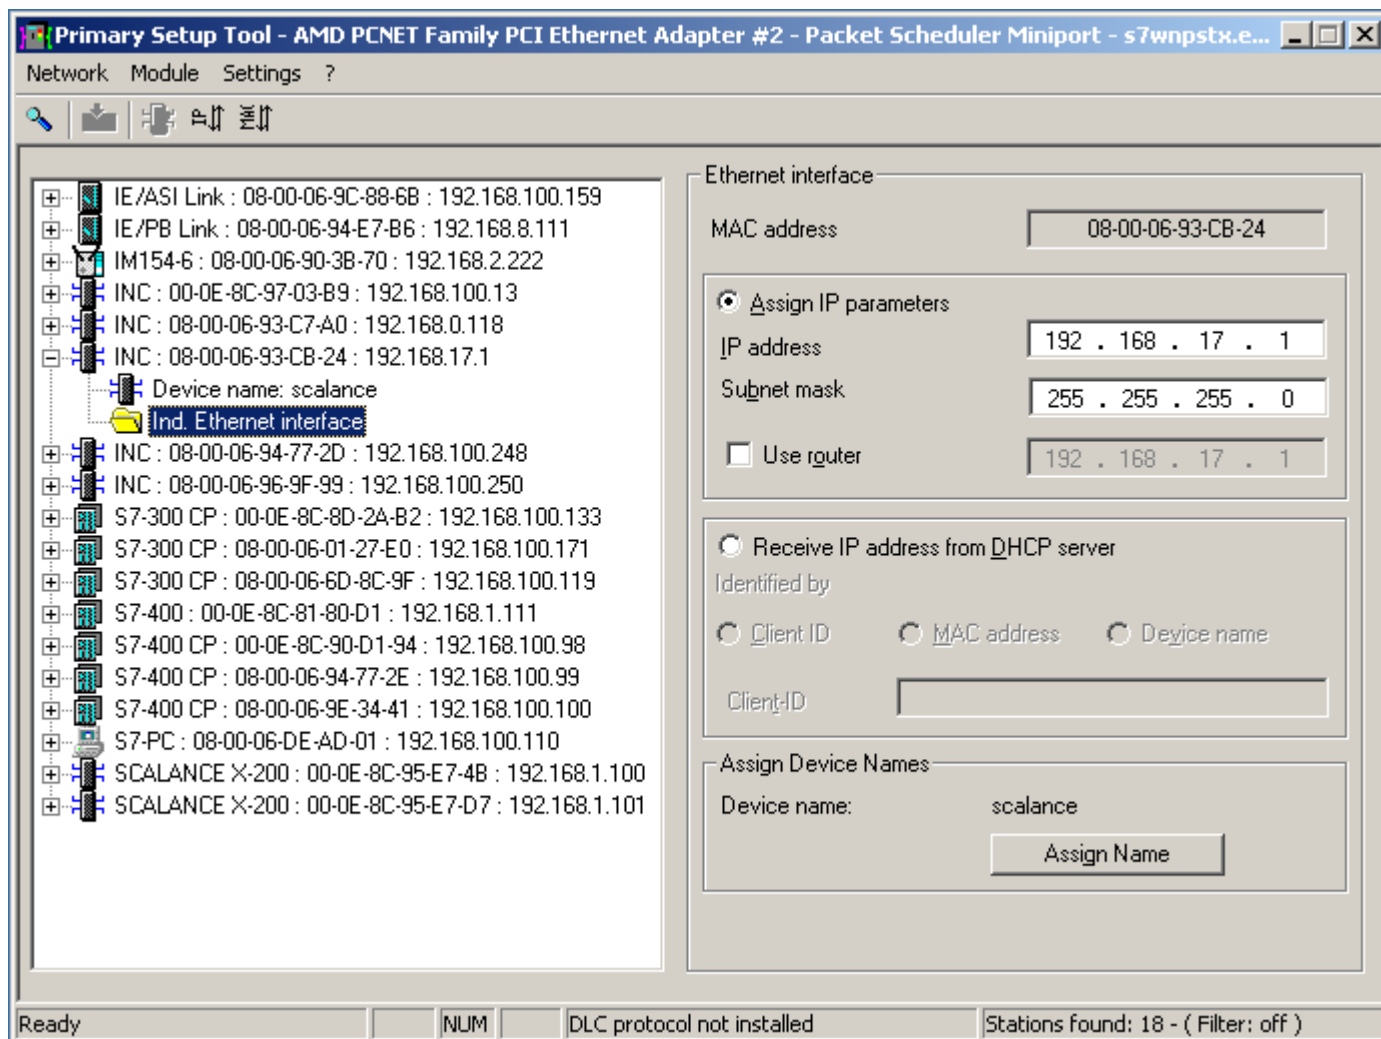 Primary Setup Tool - AMD PCNET Family PCI Ethernet Adapter #2 - Packet Scheduler Miniport - s7wnpstx.e...
Network Module Settings ?
IE/ASI Link : 08-00-06-9C-88-6B : 192.168.100.159
IE/PB Link : 08-00-06-94-E7-B6 : 192.168.8.111
IM154-6 : 08-00-06-90-3B-70 : 192.168.2.222
INC : 00-0E-8C-97-03-B9 : 192.168.100.13
INC : 08-00-06-93-C7-A0 : 192.168.0.118
INC : 08-00-06-93-CB-24 : 192.168.17.1
Device name: scalance
Ind. Ethernet interface
INC : 08-00-06-94-77-2D : 192.168.100.248
INC : 08-00-06-96-9F-99 : 192.168.100.250
S7-300 CP : 00-0E-8C-8D-2A-B2 : 192.168.100.133
S7-300 CP : 08-00-06-01-27-E0 : 192.168.100.171
S7-300 CP : 08-00-06-6D-8C-9F : 192.168.100.119
S7-400 : 00-0E-8C-81-80-D1 : 192.168.1.111
S7-400 CP : 00-0E-8C-90-D1-94 : 192.168.100.98
S7-400 CP : 08-00-06-94-77-2E : 192.168.100.99
S7-400 CP : 08-00-06-9E-34-41 : 192.168.100.100
S7-PC : 08-00-06-DE-AD-01 : 192.168.100.110
SCALANCE X-200 : 00-0E-8C-95-E7-4B : 192.168.1.100
SCALANCE X-200 : 00-0E-8C-95-E7-D7 : 192.168.1.101
Ethernet interface
MAC address 08-00-06-93-CB-24
Assign IP parameters
IP address 192 . 168 . 17 . 1
Subnet mask 255 . 255 . 255 . 0
Use router 192 . 168 . 17 . 1
Receive IP address from DHCP server
Identified by
Client ID MAC address Device name
Client-ID
Assign Device Names
Device name: scalance
Assign Name
Ready NUM DLC protocol not installed Stations found: 18 - ( Filter: off )